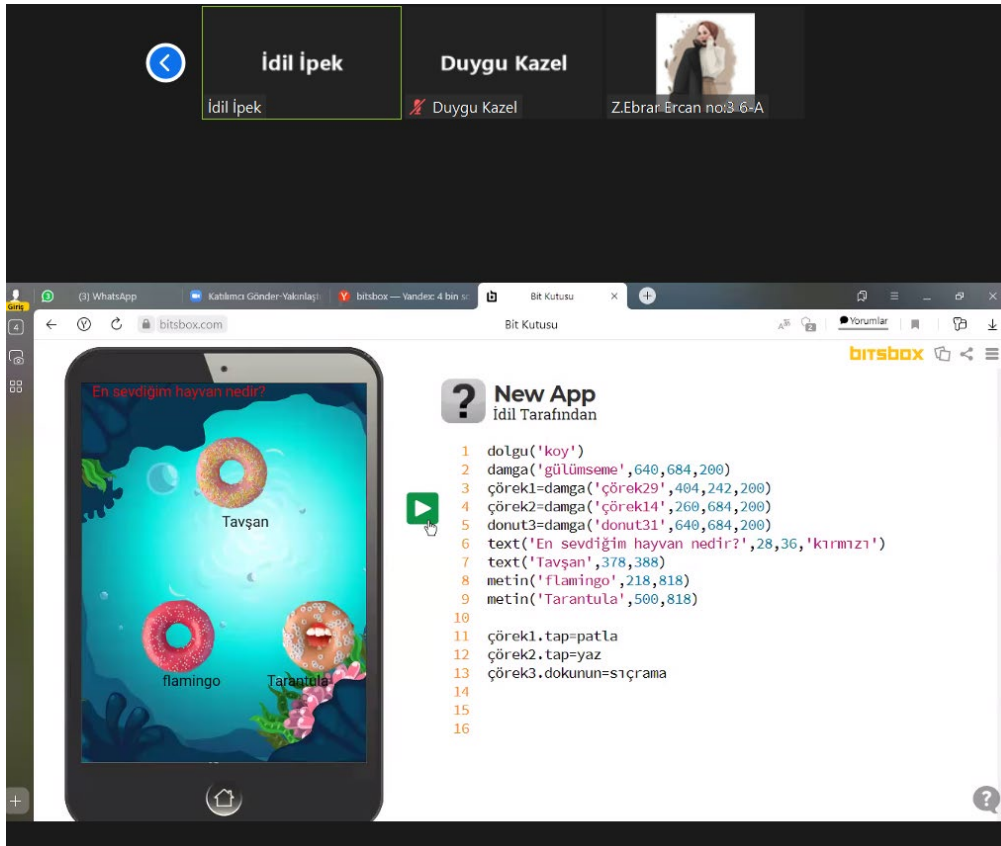 İdil İpek
İdil İpek
Duygu Kazel
Duygu Kazel
Z.Ebrar Ercan no:3 6-A
Giriş
(3) WhatsApp
Katılımcı Gönder-Yakınlaşt
bitsbox — Yandex: 4 bin so
Bit Kutusu
4
bitsbox.com
Bit Kutusu
2
Yorumlar
bitsbox
En sevdiğim hayvan nedir?
Tavşan
flamingo
Tarantula
? New App
İdil Tarafından
1 dolgu('koy')
2 damga('gülümseme',640,684,200)
3 çörek1=damga('çörek29',404,242,200)
4 çörek2=damga('çörek14',260,684,200)
5 donut3=damga('donut31',640,684,200)
6 text('En sevdiğim hayvan nedir?',28,36,'kırmızı')
7 text('Tavşan',378,388)
8 metin('flamingo',218,818)
9 metin('Tarantula',500,818)
10
11 çörek1.tap=patla
12 çörek2.tap=yaz
13 çörek3.dokunun=sıçrama
14
15
16
?